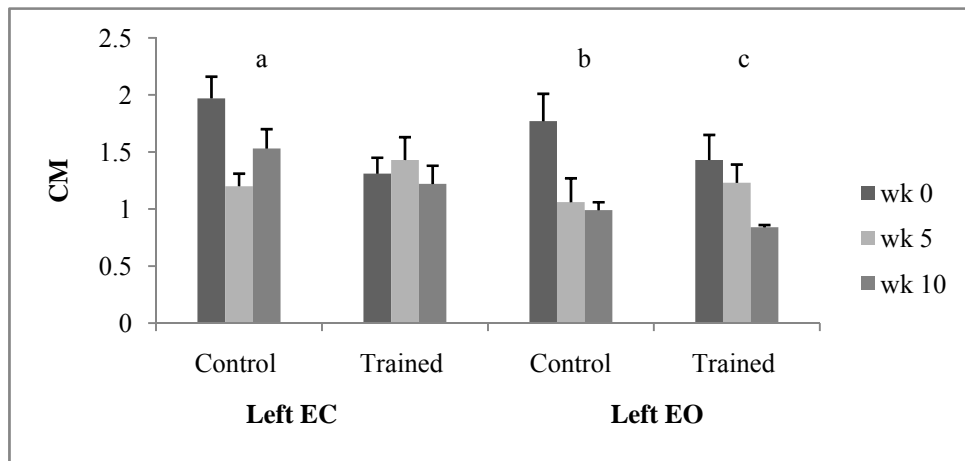 2.5
a
b
c
2
1.5
CM
wk 0
1
wk 5
0.5
wk 10
0
Control
Trained
Control
Trained
Left EC
Left EO